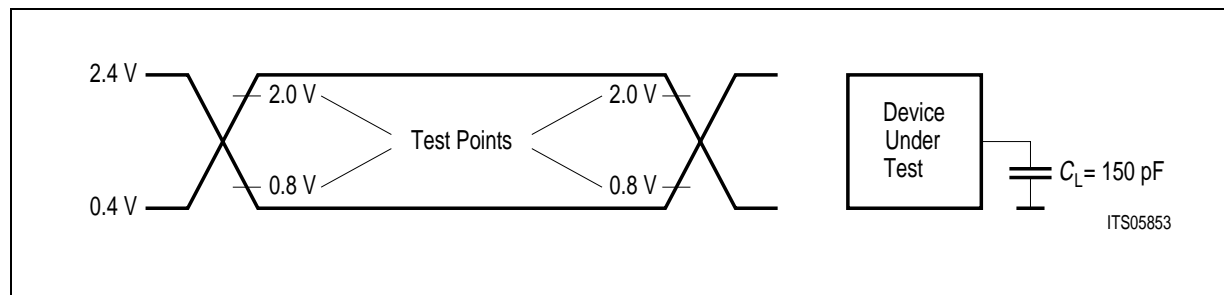 2.4 V
2.0 V
2.0 V
Test Points
0.8 V
0.8 V
0.4 V
Device
Under
Test
C_L = 150 pF
ITS05853